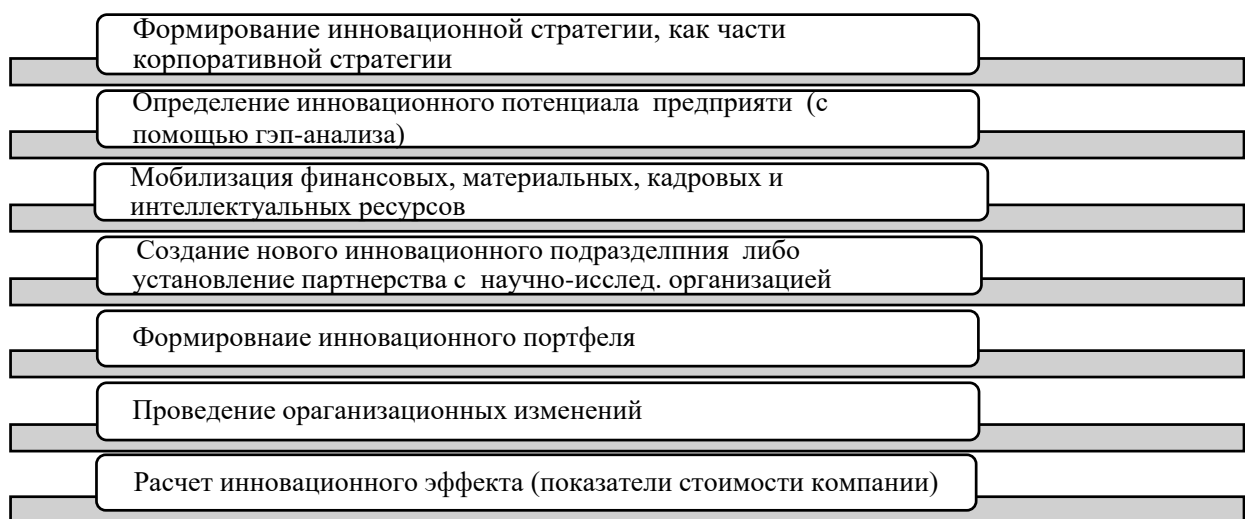 Формирование инновационной стратегии, как части
корпоративной стратегии
Определение инновационного потенциала предприяти (с
помощью гэп-анализа)
Мобилизация финансовых, материальных, кадровых и
интеллектуальных ресурсов
Создание нового инновационного подразделпния либо
установление партнерства с научно-исслед. организацией
Формировнаие инновационного портфеля
Проведение ораганизационных изменений
Расчет инновационного эффекта (показатели стоимости компании)